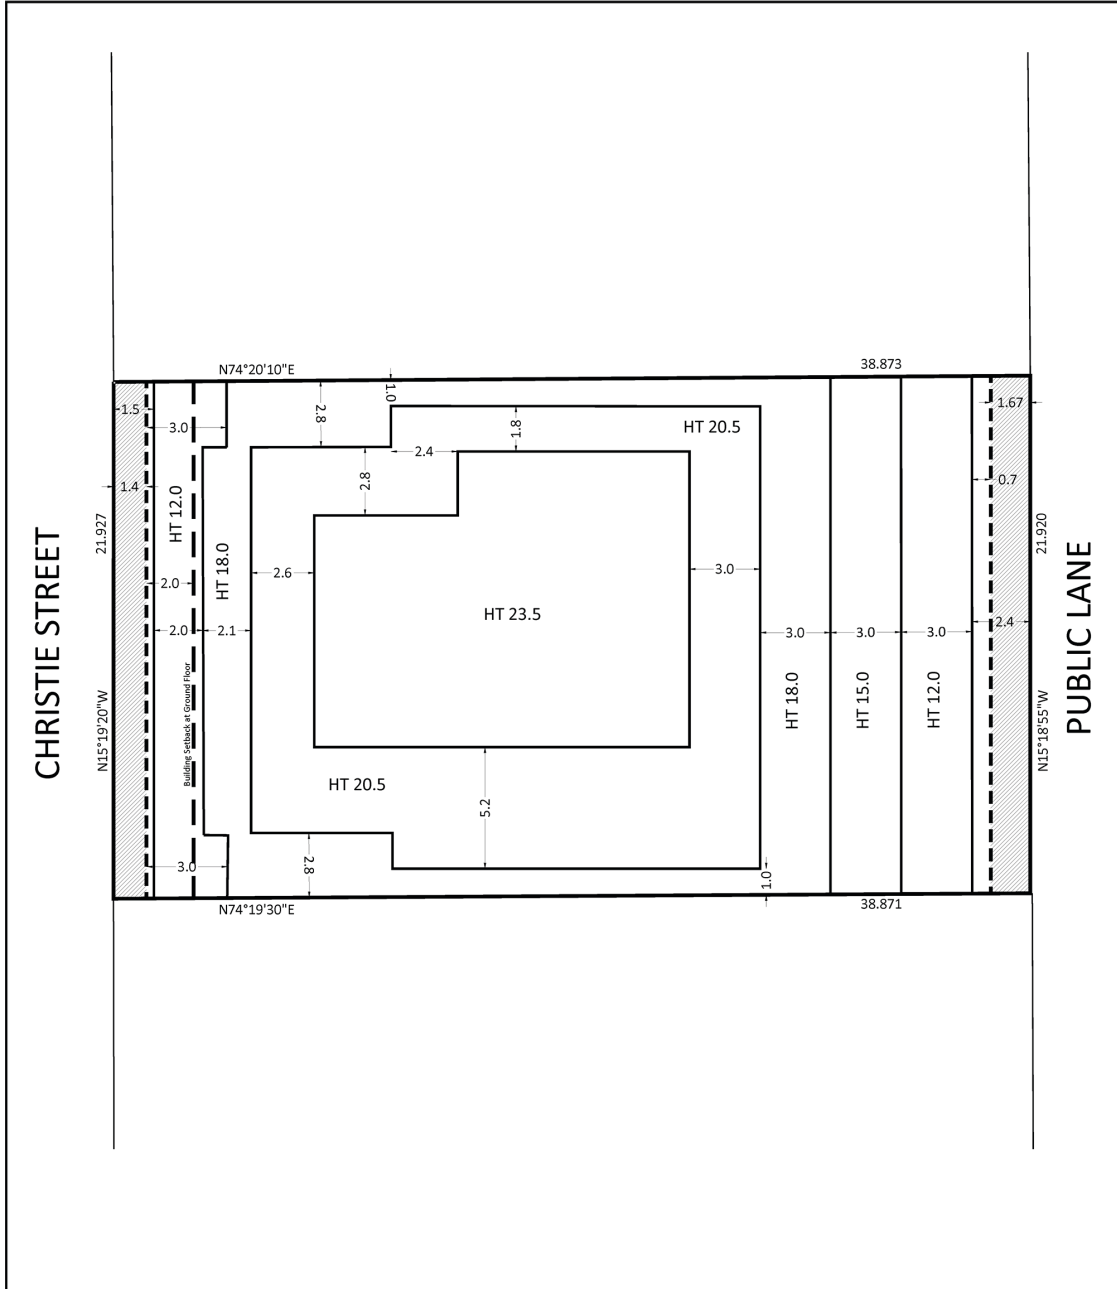 N74°20'10"E
38.873
1.5
3.0
2.8
1.0
1.8
HT 20.5
1.67
2.4
2.8
1.4
0.7
HT 12.0
21.927
21.920
CHRISTIE STREET
HT 18.0
2.0
2.6
3.0
HT 23.5
2.0
2.1
3.0
3.0
3.0
2.4
PUBLIC LANE
Building Setback at Ground Floor
HT 18.0
HT 15.0
HT 12.0
N15°19'20"W
N15°18'55"W
HT 20.5
5.2
3.0
2.8
1.0
N74°19'30"E
38.871